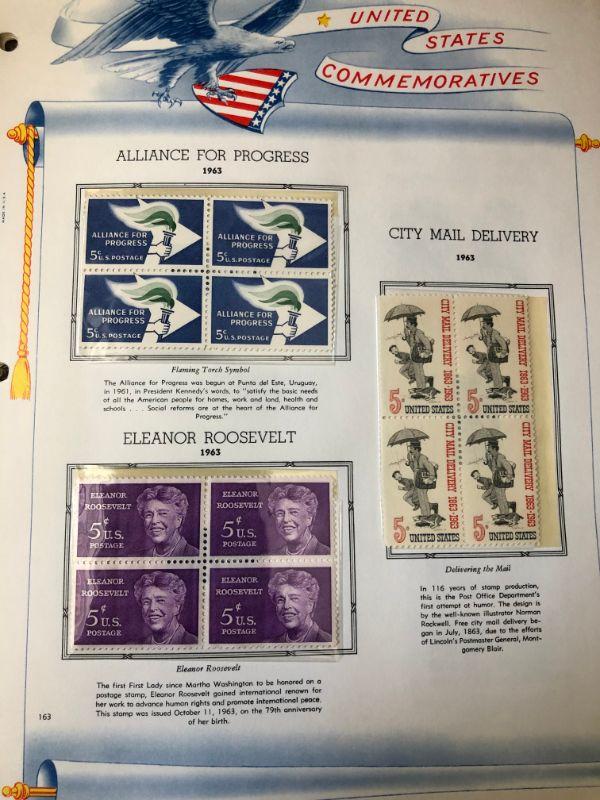 UNITED
STATES
COMMEMORATIVES
MADE IN U.S.A.
ALLIANCE FOR PROGRESS
1963
ALLIANCE FOR
PROGRESS
5¢ U.S. POSTAGE
ALLIANCE FOR
PROGRESS
5¢ U.S. POSTAGE
ALLIANCE FOR
PROGRESS
5¢ U.S. POSTAGE
ALLIANCE FOR
PROGRESS
5¢ U.S. POSTAGE
Flaming Torch Symbol
The Alliance for Progress was begun at Punta del Este, Uruguay,
in 1961, in President Kennedy's words, to "satisfy the basic needs
of all the American people for homes, work and land, health and
schools . . . Social reforms are at the heart of the Alliance for
Progress."
CITY MAIL DELIVERY
1963
CITY MAIL DELIVERY 1863-1963
5¢
UNITED STATES
CITY MAIL DELIVERY 1863-1963
5¢
UNITED STATES
CITY MAIL DELIVERY 1863-1963
5¢
UNITED STATES
CITY MAIL DELIVERY 1863-1963
5¢
UNITED STATES
Delivering the Mail
In 116 years of stamp production,
this is the Post Office Department's
first attempt at humor. The design is
by the well-known illustrator Norman
Rockwell. Free city mail delivery be-
gan in July, 1863, due to the efforts
of Lincoln's Postmaster General, Mont-
gomery Blair.
ELEANOR ROOSEVELT
1963
ELEANOR
ROOSEVELT
5¢
U.S.
POSTAGE
ELEANOR
ROOSEVELT
5¢
U.S.
POSTAGE
ELEANOR
ROOSEVELT
5¢
U.S.
POSTAGE
ELEANOR
ROOSEVELT
5¢
U.S.
POSTAGE
Eleanor Roosevelt
The first First Lady since Martha Washington to be honored on a
postage stamp, Eleanor Roosevelt gained international renown for
her work to advance human rights and promote international peace.
This stamp was issued October 11, 1963, on the 79th anniversary
of her birth.
163